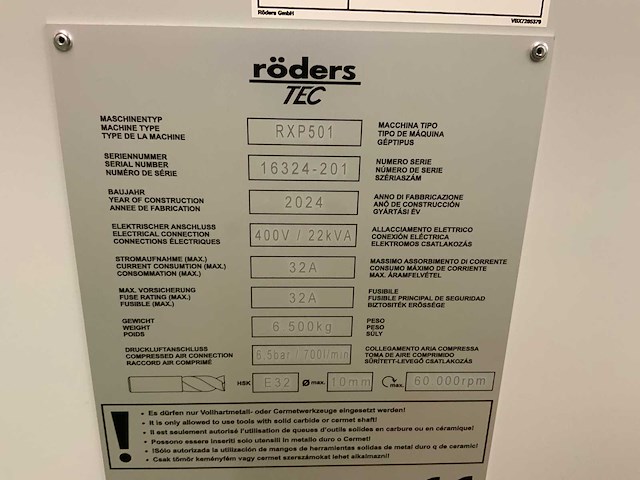 Röders GmbH
VBX7285379
röders
TEC
MASCHINENTYP
MACHINE TYPE
TYPE DE LA MACHINE
RXP501
MACCHINA TIPO
TIPO DE MÁQUINA
GÉPTIPUS
SERIENNUMMER
SERIAL NUMBER
NUMÉRO DE SÉRIE
16324-201
NUMERO SERIE
NÚMERO DE SERIE
SZÉRIASZÁM
BAUJAHR
YEAR OF CONSTRUCTION
ANNEE DE FABRICATION
2024
ANNO DI FABBRICAZIONE
ANÕ DE CONSTRUCCIÓN
GYÁRTÁSI ÉV
ELEKTRISCHER ANSCHLUSS
ELECTRICAL CONNECTION
CONNECTIONS ÉLECTRIQUES
400V / 22kVA
ALLACCIAMENTO ELETTRICO
CONEXIÓN ELÉCTRICA
ELEKTROMOS CSATLAKOZÁS
STROMAUFNAHME (MAX.)
CURRENT CONSUMTION (MAX.)
CONSOMMATION (MAX.)
32A
MASSIMO ASSORBIMENTO DI CORRENTE
CONSUMO MÁXIMO DE CORRIENTE
MAX. ÁRAMFELVÉTEL
MAX. VORSICHERUNG
FUSE RATING (MAX.)
FUSIBLE (MAX.)
32A
FUSIBILE
FUSIBLE PRINCIPAL DE SEGURIDAD
BIZTOSÍTÉK ERÖSSÉGE
GEWICHT
WEIGHT
POIDS
6 500kg
PESO
PESO
SÚLY
DRUCKLUFTANSCHLUSS
COMPRESSED AIR CONNECTION
RACCORD AIR COMPRIMÉ
6,5bar / 700l/min
COLLEGAMENTO ARIA COMPRESSA
TOMA DE AIRE COMPRIMIDO
SŰRÍTETT-LEVEGŐ CSATLAKOZÁS
HSK E32 ø max. 10mm max. 60 000rpm
! • Es dürfen nur Vollhartmetall- oder Cermetwerkzeuge eingesetzt werden!
• It is only allowed to use tools with solid carbide or cermet shaft!
• Il est seulement autorisé l'utilisation de queues d'outils solides en carbure ou en céramique!
• Possono essere inseriti solo utensili in metallo duro o Cermet!
• !Sólo autorizada la utilización de mangos de herramientas solidas de metal duro q de ceramic!
• Csak tömör keményfém vagy cermet szerszámokat lehet alkalmazni!